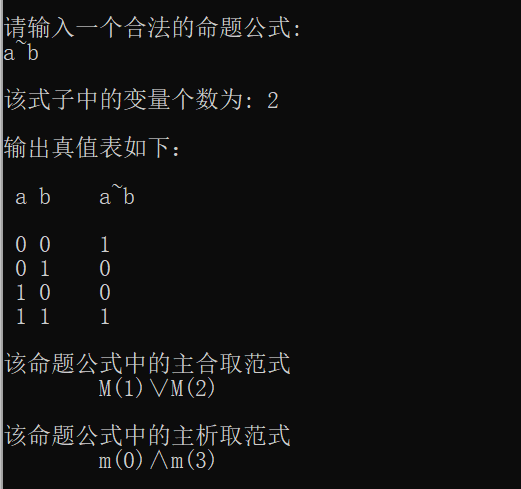 请输入一个合法的命题公式:
a~b
该式子中的变量个数为: 2
输出真值表如下:
a b a~b
0 0 1
0 1 0
1 0 0
1 1 1
该命题公式中的主合取范式
M(1)∨M(2)
该命题公式中的主析取范式
m(0)∧m(3)